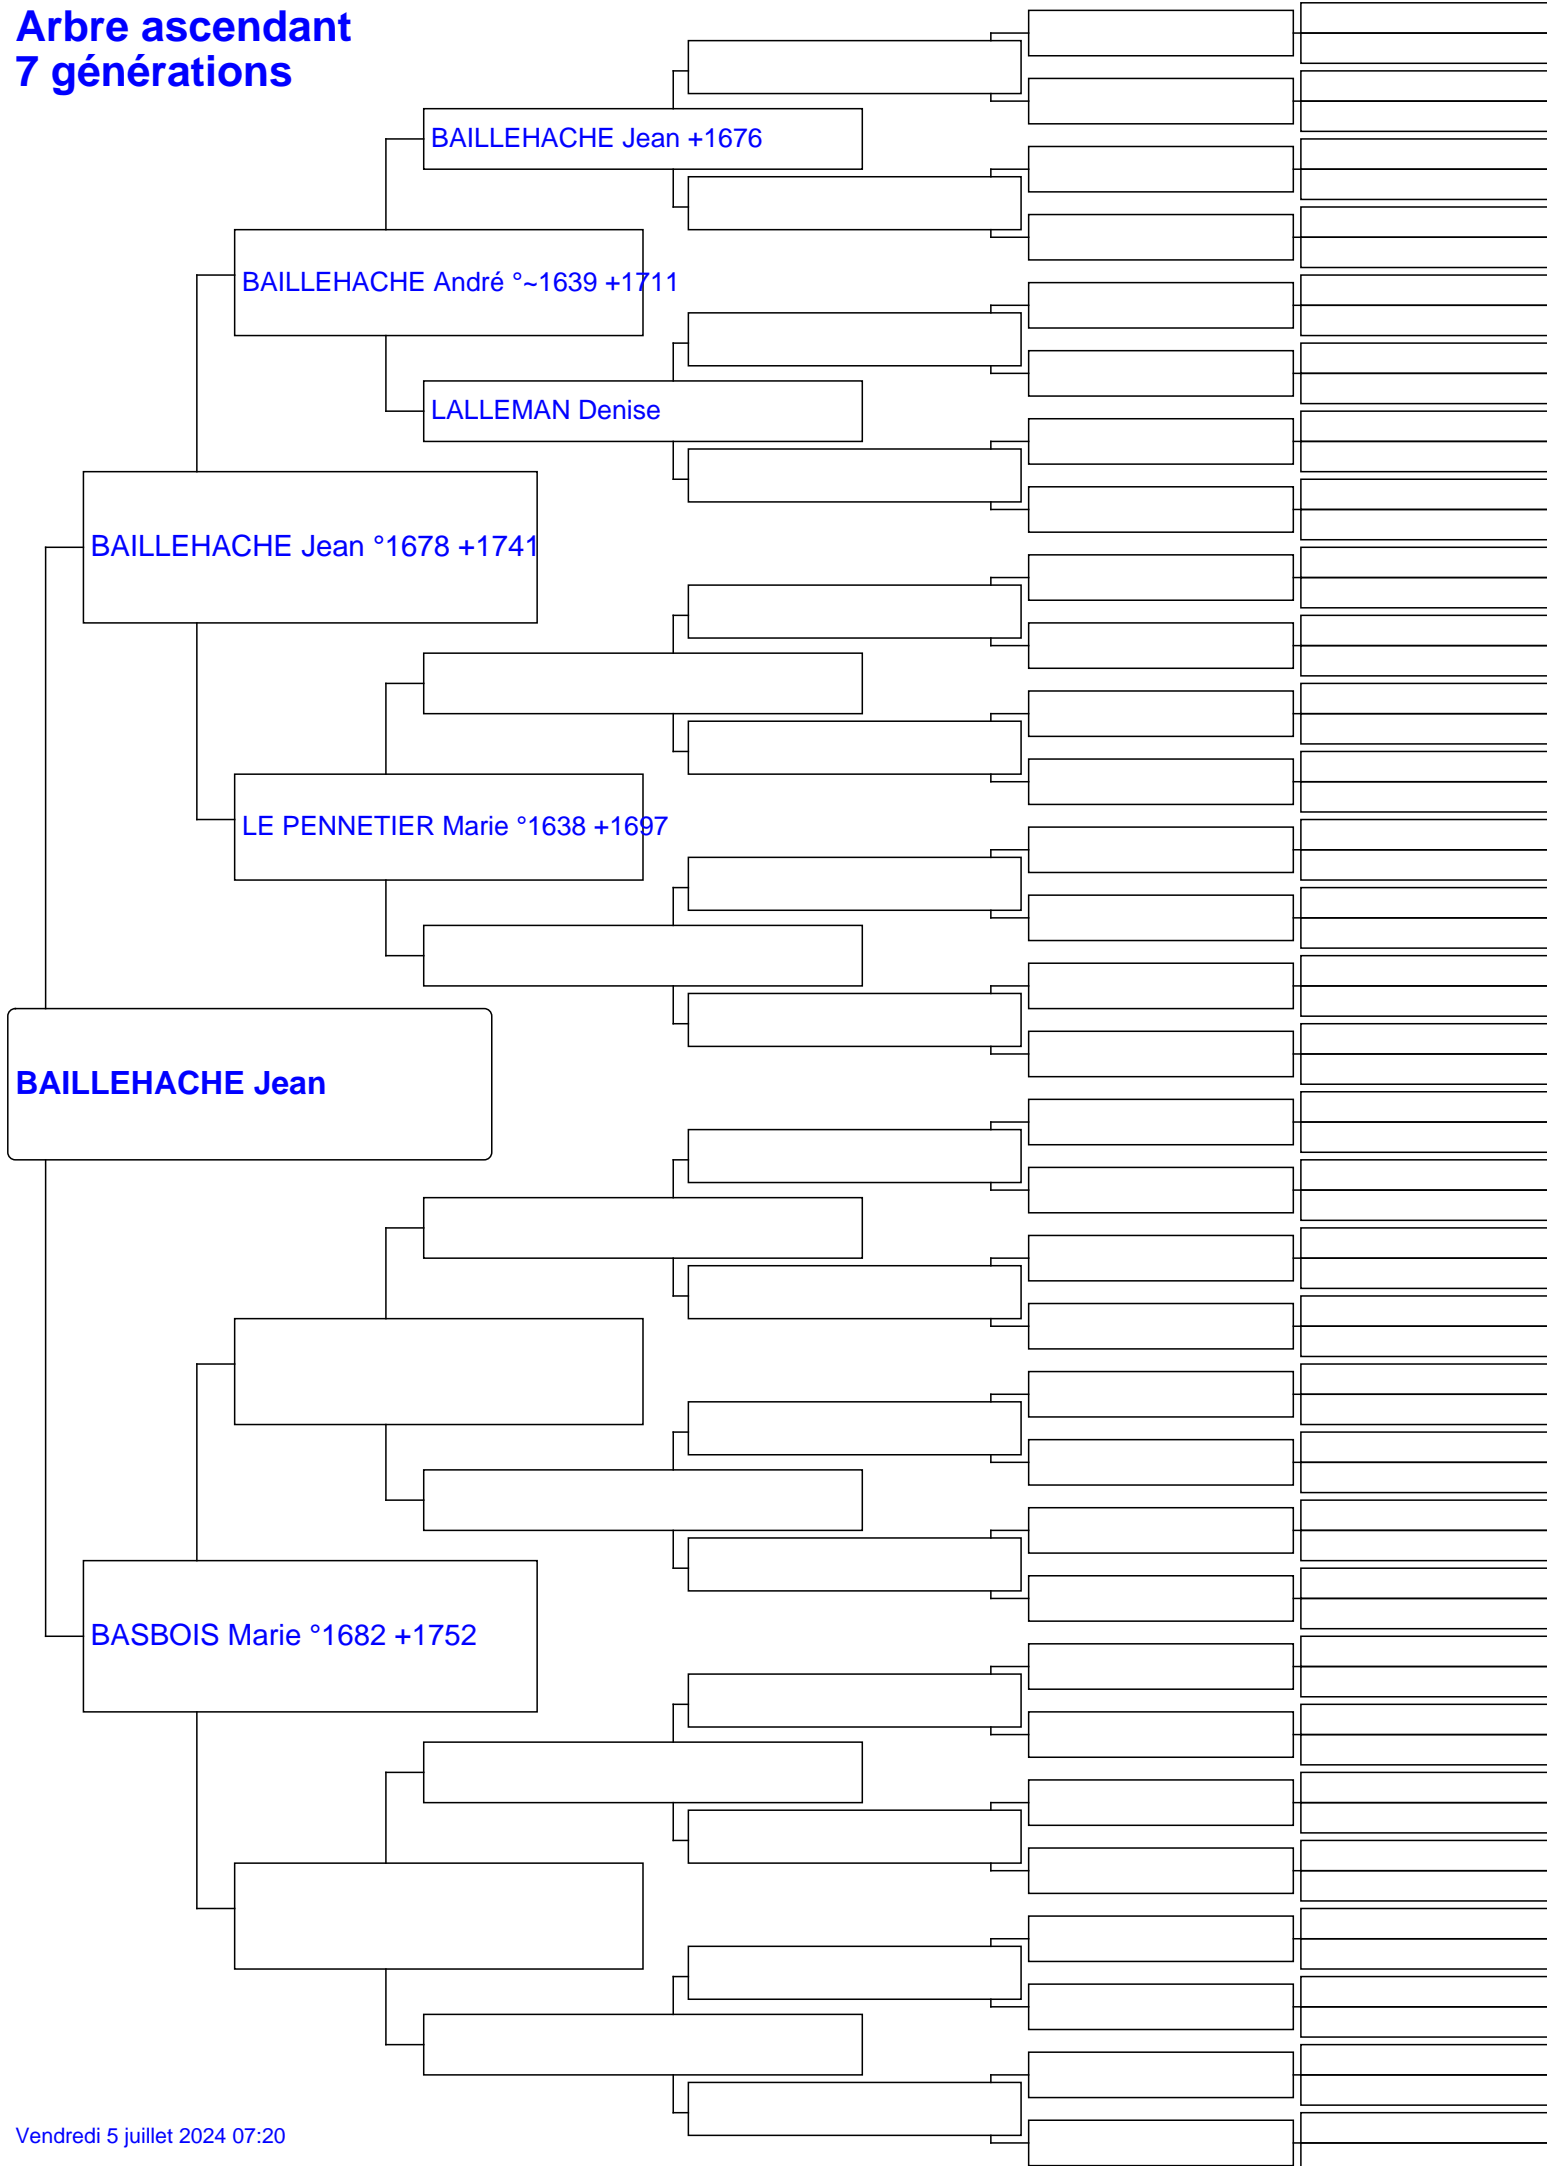 Arbre ascendant
7 générations
BAILLEHACHE Jean +1676
BAILLEHACHE André °~1639 +1711
LALLEMAN Denise
BAILLEHACHE Jean °1678 +1741
LE PENNETIER Marie °1638 +1697
BAILLEHACHE Jean
BASBOIS Marie °1682 +1752
Vendredi 5 juillet 2024 07:20